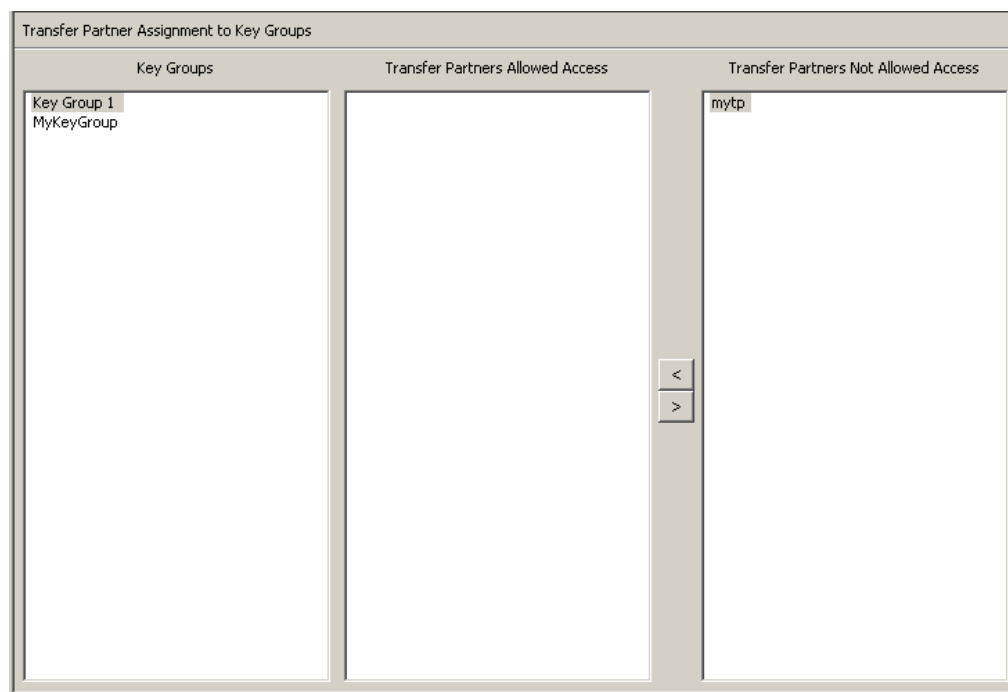 Transfer Partner Assignment to Key Groups
Key Groups
Transfer Partners Allowed Access
Transfer Partners Not Allowed Access
Key Group 1
MyKeyGroup
mytp
<
>